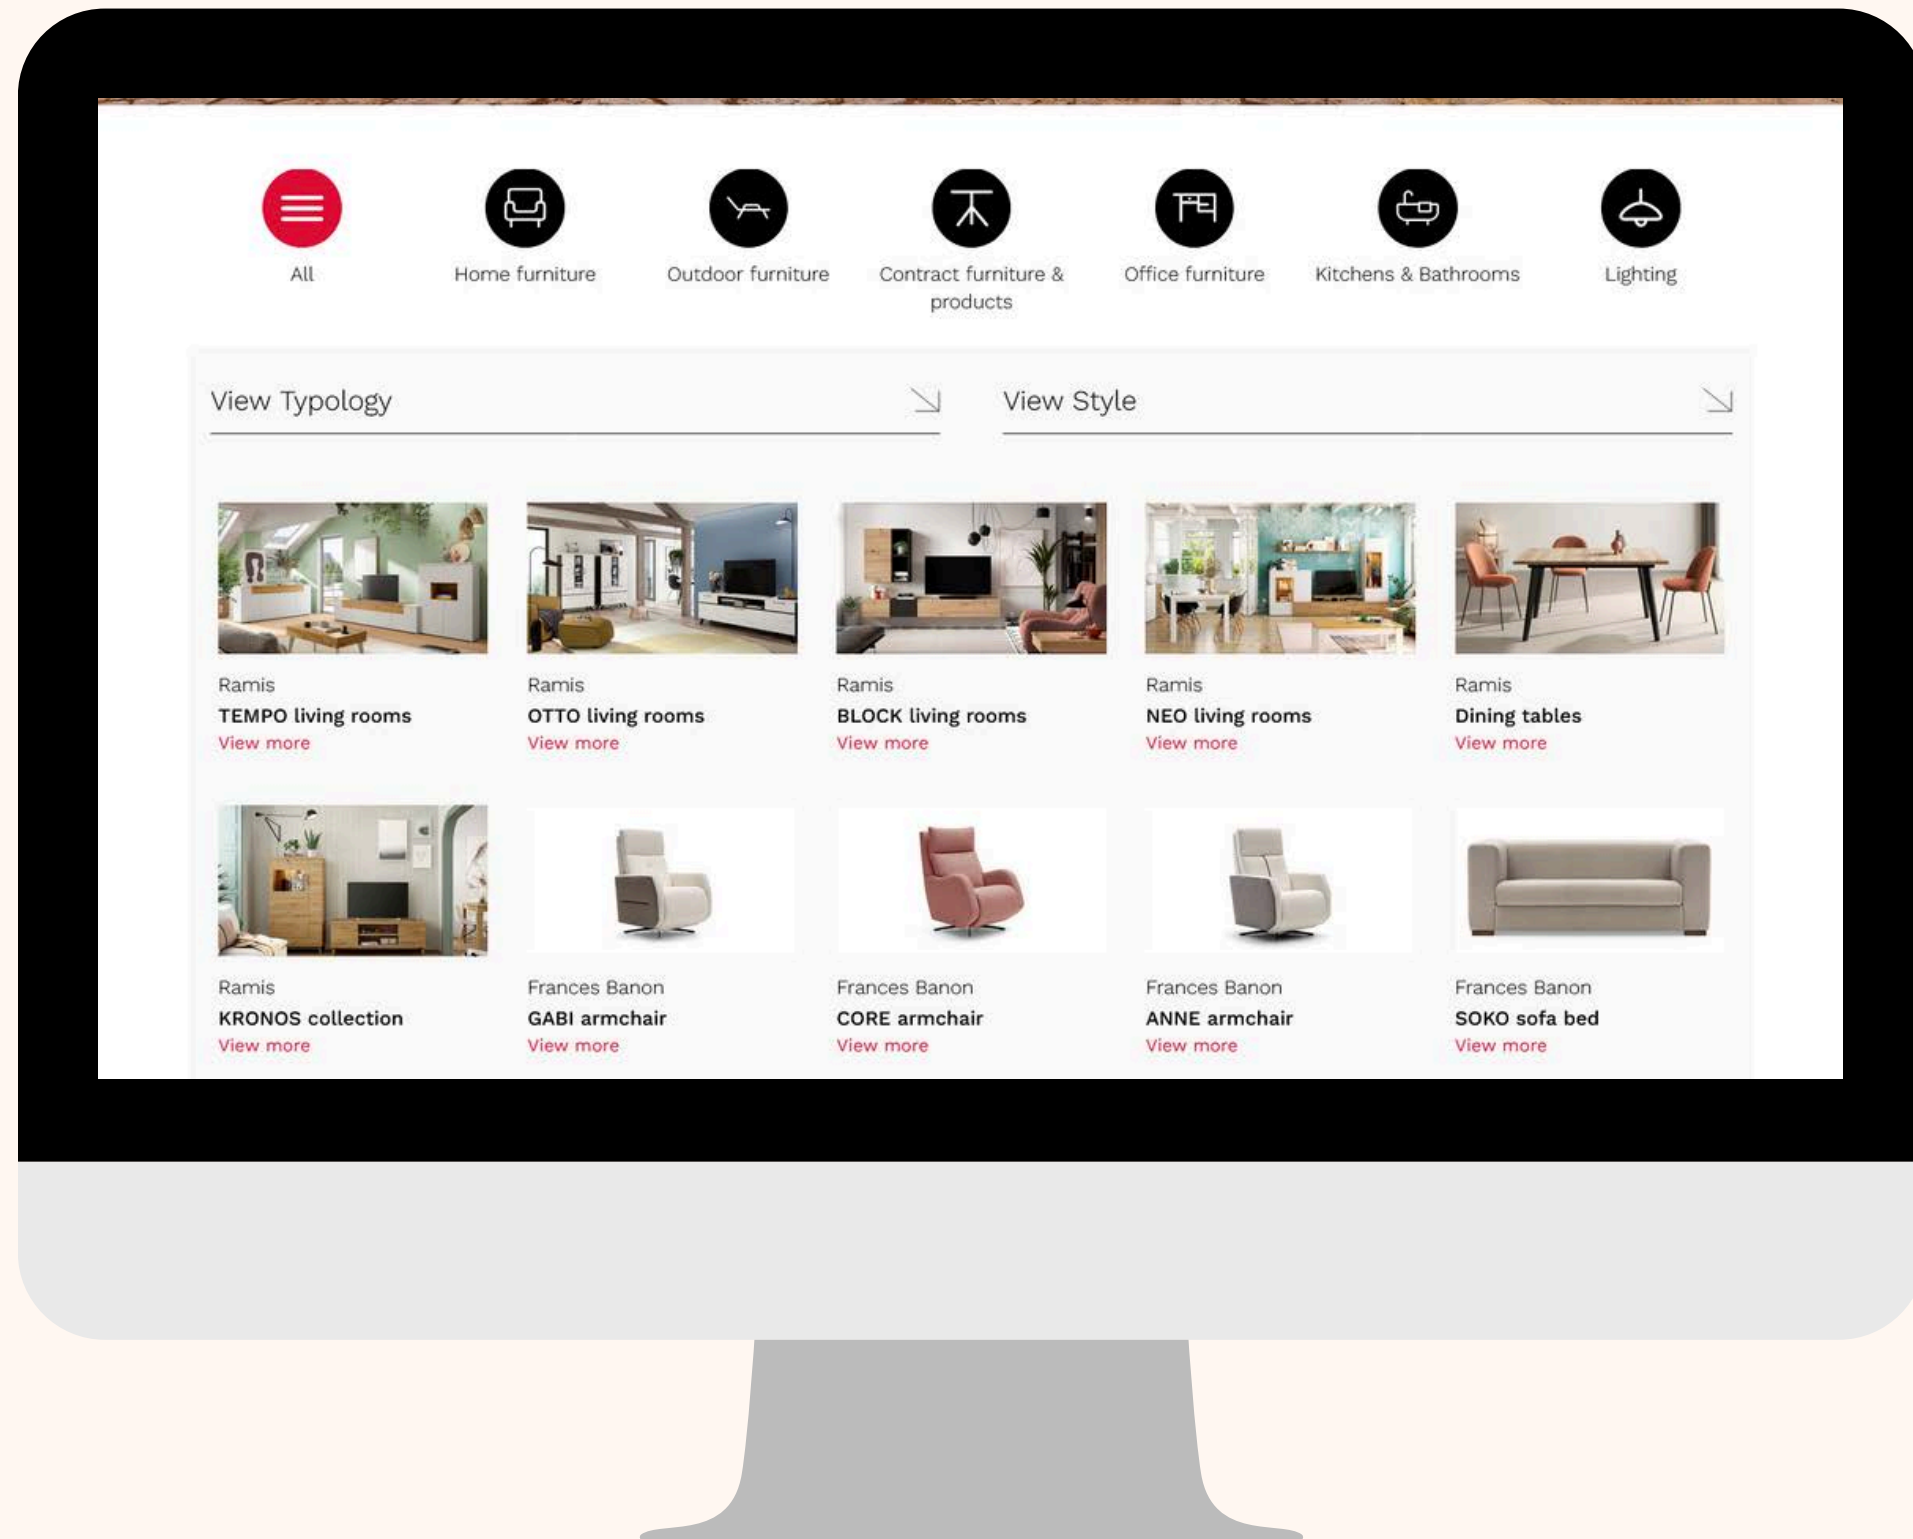 All
Home furniture
Outdoor furniture
Contract furniture &
products
Office furniture
Kitchens & Bathrooms
Lighting
View Typology
View Style
Ramis
TEMPO living rooms
View more
Ramis
OTTO living rooms
View more
Ramis
BLOCK living rooms
View more
Ramis
NEO living rooms
View more
Ramis
Dining tables
View more
Ramis
KRONOS collection
View more
Frances Banon
GABI armchair
View more
Frances Banon
CORE armchair
View more
Frances Banon
ANNE armchair
View more
Frances Banon
SOKO sofa bed
View more